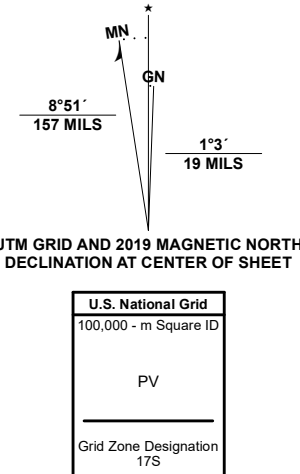 ★
MN
GN
8°51´
157 MILS
1°3´
19 MILS
UTM GRID AND 2019 MAGNETIC NORTH
DECLINATION AT CENTER OF SHEET
U.S. National Grid
100,000 - m Square ID
PV
Grid Zone Designation
17S